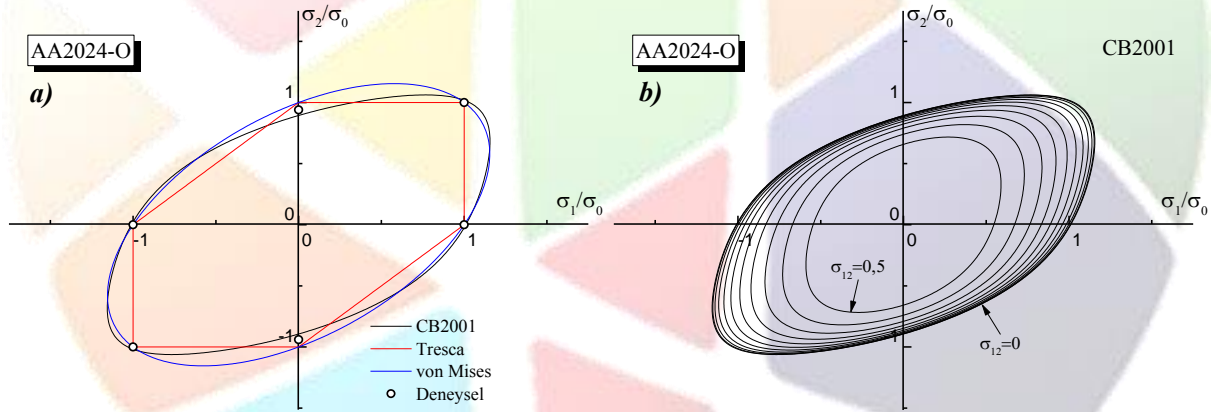 σ₂/σ₀
AA2024-O
a)
1
0
σ₁/σ₀
-1
0
1
-1
CB2001
Tresca
von Mises
Deneysel
σ₂/σ₀
AA2024-O
CB2001
b)
1
0
σ₁/σ₀
-1
0
1
σ₁₂=0,5
-1
σ₁₂=0